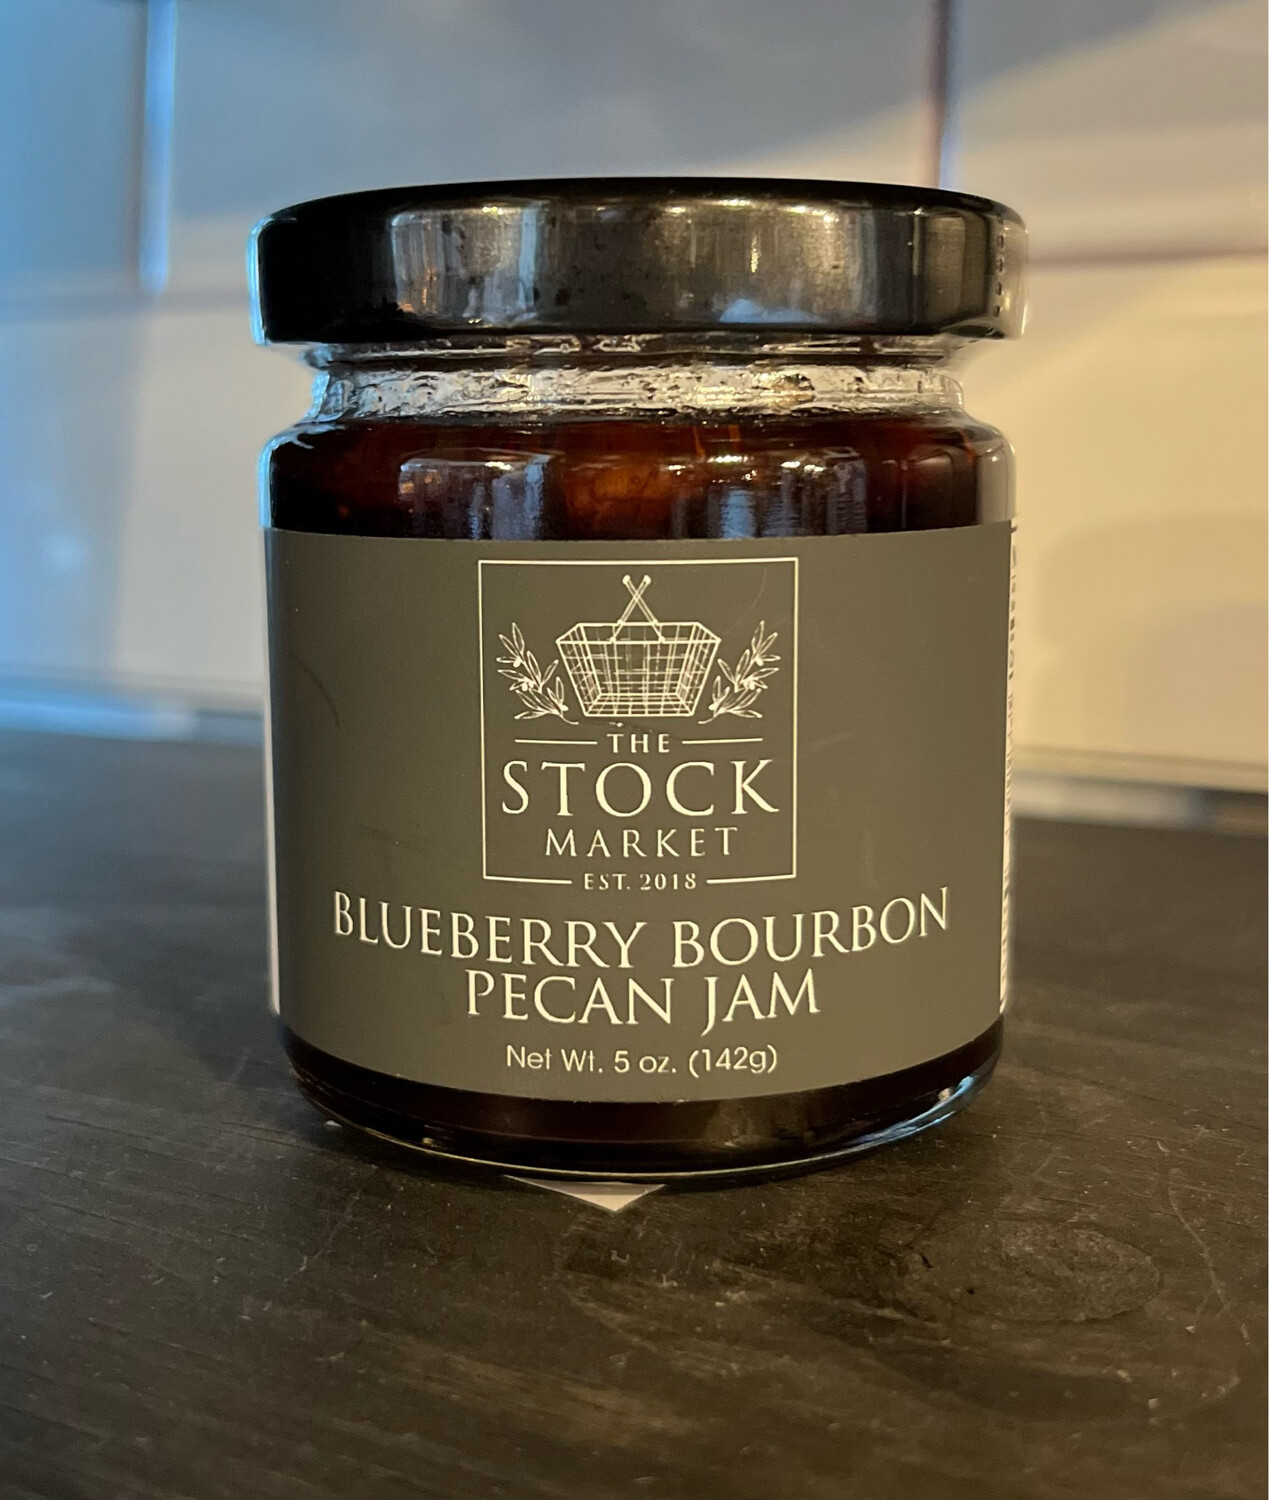 THE
STOCK
MARKET
EST. 2018
BLUEBERRY BOURBON
PECAN JAM
Net Wt. 5 oz. (142g)